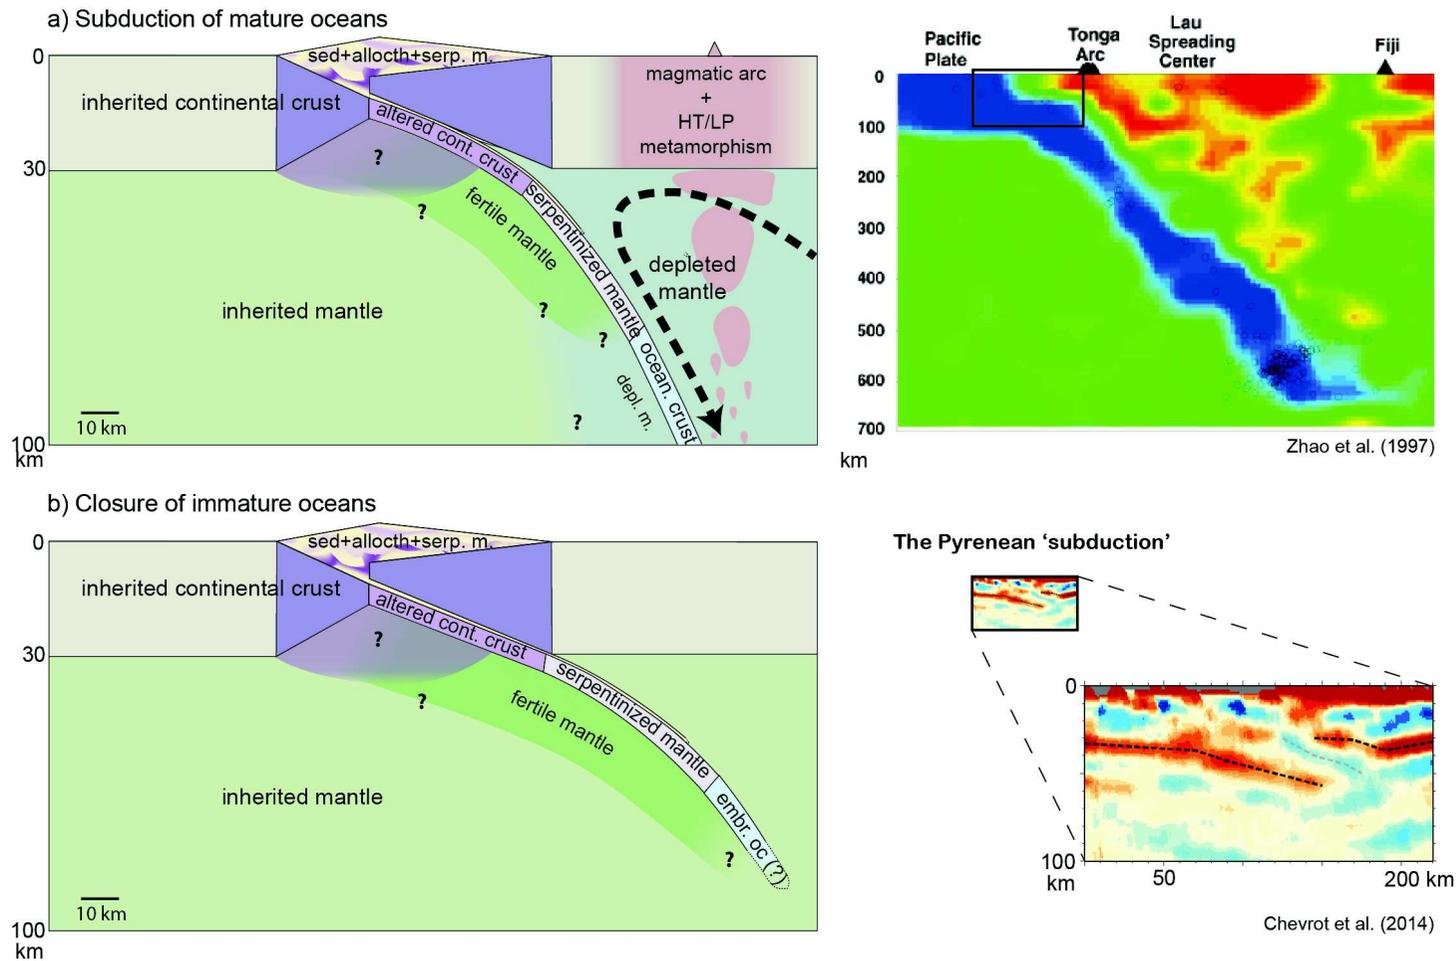 a) Subduction of mature oceans
0
30
100
km
sed+allocth+serp. m.
inherited continental crust
altered cont. crust
serpentinized mantle
ocean. crust
magmatic arc
+
HT/LP
metamorphism
?
?
fertile mantle
depleted
mantle
inherited mantle
?
?
depl. m.
?
10 km
Pacific
Plate
Tonga
Arc
Lau
Spreading
Center
Fiji
0
100
200
300
400
500
600
700
km
Zhao et al. (1997)
b) Closure of immature oceans
0
30
100
km
sed+allocth+serp. m.
inherited continental crust
altered cont. crust
serpentinized mantle
embr. oc (?)
?
?
fertile mantle
inherited mantle
?
10 km
The Pyrenean ‘subduction’
0
100
km
50
200 km
Chevrot et al. (2014)